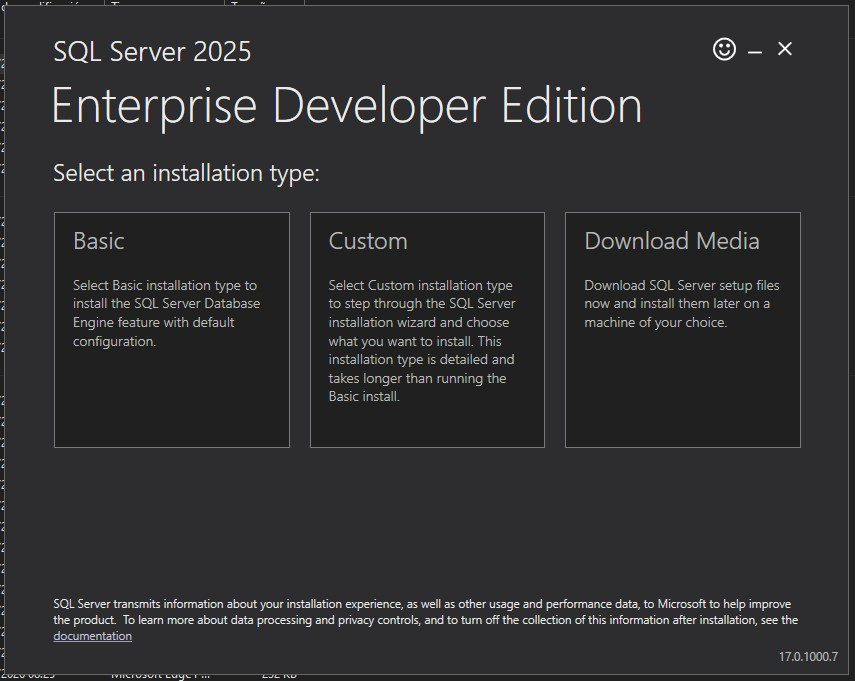 SQL Server 2025
Enterprise Developer Edition
Select an installation type:
Basic
Select Basic installation type to
install the SQL Server Database
Engine feature with default
configuration.
Custom
Select Custom installation type
to step through the SQL Server
installation wizard and choose
what you want to install. This
installation type is detailed and
takes longer than running the
Basic install.
Download Media
Download SQL Server setup files
now and install them later on a
machine of your choice.
SQL Server transmits information about your installation experience, as well as other usage and performance data, to Microsoft to help improve
the product.  To learn more about data processing and privacy controls, and to turn off the collection of this information after installation, see the
documentation
17.0.1000.7